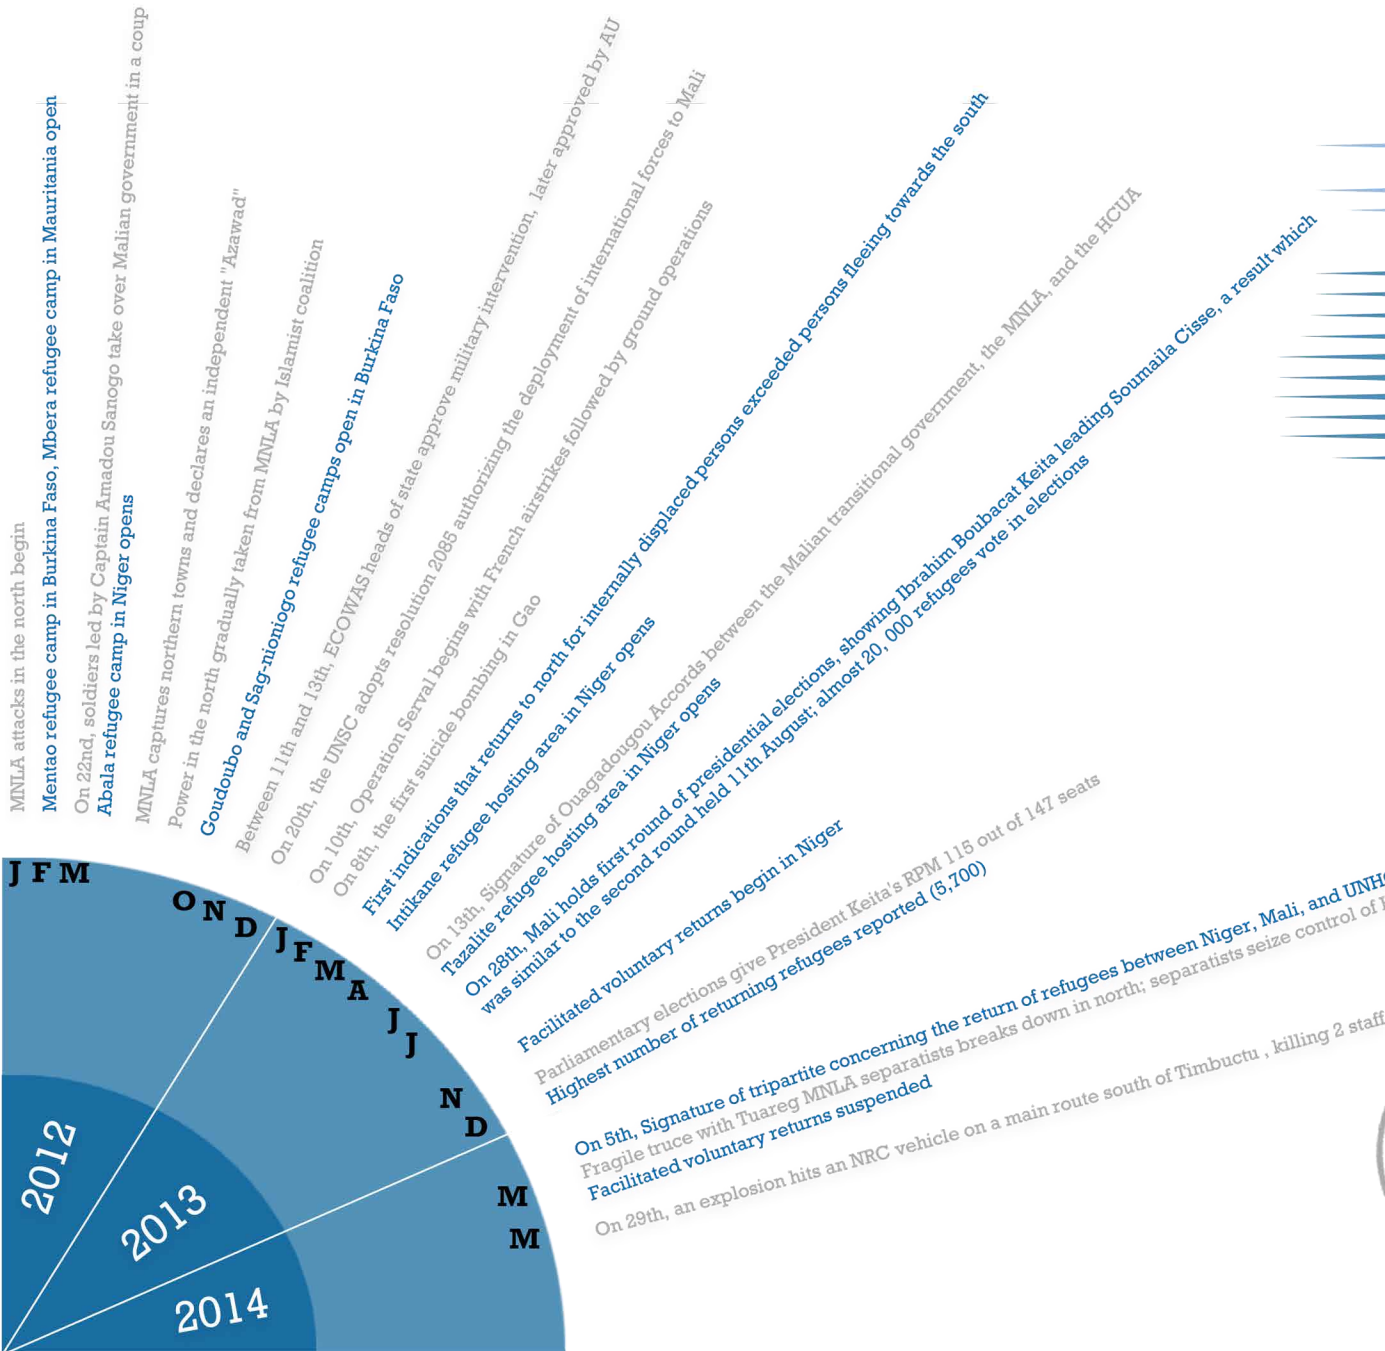 MNLA attacks in the north begin
Mentao refugee camp in Burkina Faso, Mbera refugee camp in Mauritania open
On 22nd, soldiers led by Captain Amadou Sanogo take over Malian government in a coup
Abala refugee camp in Niger opens
MNLA captures northern towns and declares an independent "Azawad"
Power in the north gradually taken from MNLA by Islamist coalition
Goudoubo and Sag-nioniogo refugee camps open in Burkina Faso
Between 11th and 13th, ECOWAS heads of state approve military intervention, later approved by AU
On 20th, the UNSC adopts resolution 2085 authorizing the deployment of international forces to Mali
On 10th, Operation Serval begins with French airstrikes followed by ground operations
On 8th, the first suicide bombing in Gao
First indications that returns to north for internally displaced persons exceeded persons fleeing towards the south
Intikane refugee hosting area in Niger opens
On 13th, Signature of Ouagadougou Accords between the Malian transitional government, the MNLA, and the HCUA
Tazalite refugee hosting area in Niger opens
On 28th, Mali holds first round of presidential elections, showing Ibrahim Boubacat Keita leading Soumaila Cisse, a result which
was similar to the second round held 11th August; almost 20, 000 refugees vote in elections
Facilitated voluntary returns begin in Niger
Parliamentary elections give President Keita's RPM 115 out of 147 seats
Highest number of returning refugees reported (5,700)
On 5th, Signature of tripartite concerning the return of refugees between Niger, Mali, and UNH
Fragile truce with Tuareg MNLA separatists breaks down in north; separatists seize control of
Facilitated voluntary returns suspended
On 29th, an explosion hits an NRC vehicle on a main route south of Timbuctu , killing 2 staff
J F M
O N D
J F M A
J J
N D
M
M
2012
2013
2014